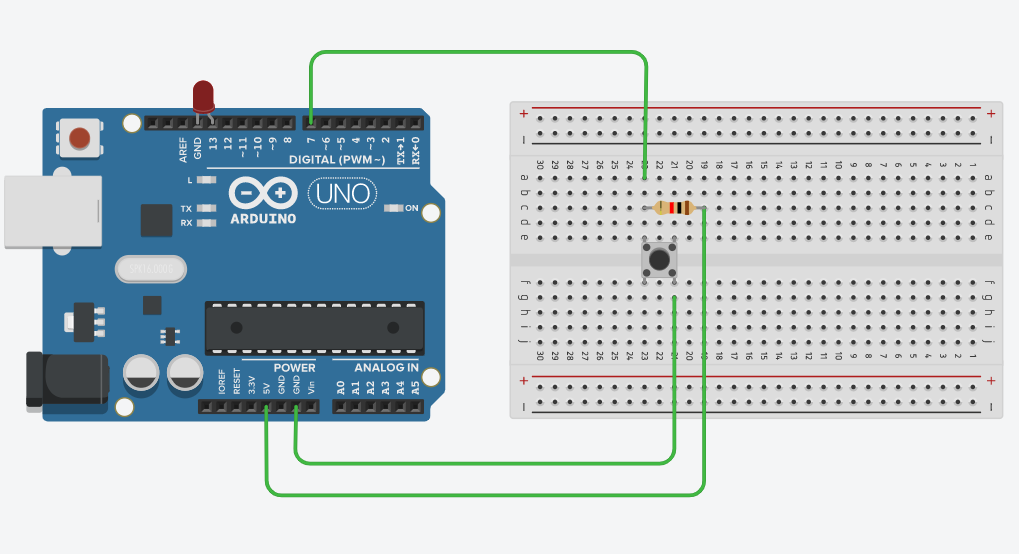 AREF
GND
13
12
~11
~10
~9
8
7
~6
~5
4
~3
2
TX→1
RX←0
DIGITAL (PWM~)
L
TX
RX
ARDUINO
UNO
ON
IOREF
RESET
3.3V
5V
GND
GND
Vin
POWER
ANALOG IN
A0
A1
A2
A3
A4
A5
+ +
– –
30 29 28 27 26 25 24 23 22 21 20 19 18 17 16 15 14 13 12 11 10 9 8 7 6 5 4 3 2 1
a a
b b
c c
d d
e e
f f
g g
h h
i i
j j
30 29 28 27 26 25 24 23 22 21 20 19 18 17 16 15 14 13 12 11 10 9 8 7 6 5 4 3 2 1
+ +
– –